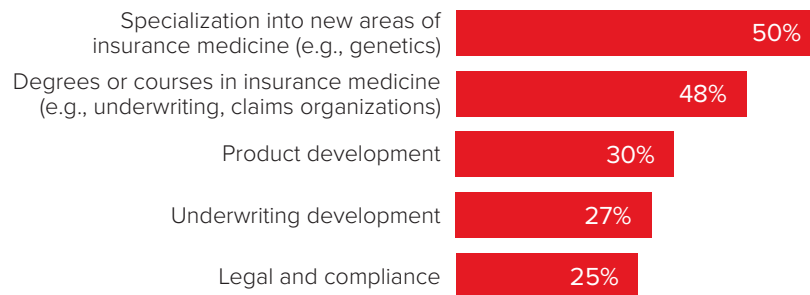 Specialization into new areas of
insurance medicine (e.g., genetics)
50%
Degrees or courses in insurance medicine
(e.g., underwriting, claims organizations)
48%
Product development
30%
Underwriting development
27%
Legal and compliance
25%